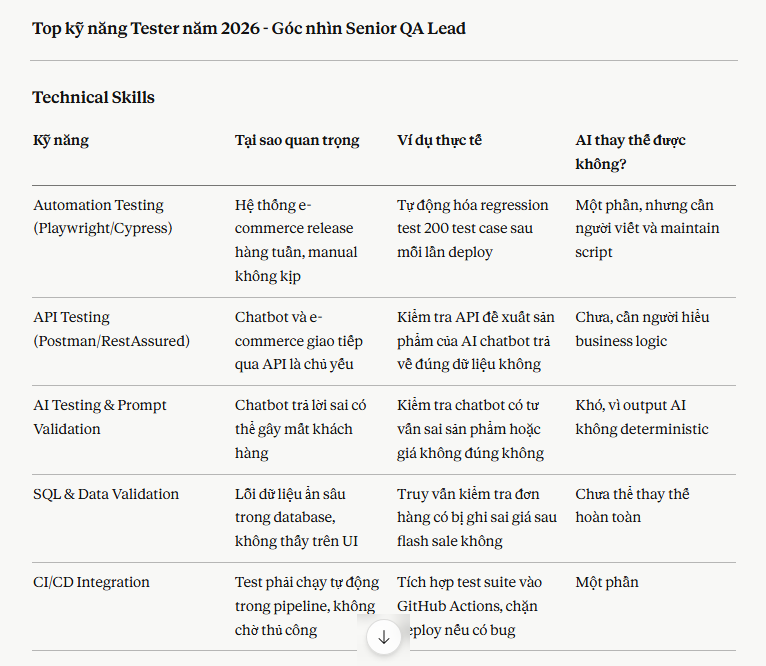 Top kỹ năng Tester năm 2026 - Góc nhìn Senior QA Lead
Technical Skills
Kỹ năng
Tại sao quan trọng
Ví dụ thực tế
AI thay thế được
không?
Automation Testing
(Playwright/Cypress)
Hệ thống e-
commerce release
hàng tuần, manual
không kịp
Tự động hóa regression
test 200 test case sau
mỗi lần deploy
Một phần, nhưng cần
người viết và maintain
script
API Testing
(Postman/RestAssured)
Chatbot và e-
commerce giao tiếp
qua API là chủ yếu
Kiểm tra API đề xuất sản
phẩm của AI chatbot trả
về đúng dữ liệu không
Chưa, cần người hiểu
business logic
AI Testing & Prompt
Validation
Chatbot trả lời sai có
thể gây mất khách
hàng
Kiểm tra chatbot có tư
vấn sai sản phẩm hoặc
giá không đúng không
Khó, vì output AI
không deterministic
SQL & Data Validation
Lỗi dữ liệu ẩn sâu
trong database,
không thấy trên UI
Truy vấn kiểm tra đơn
hàng có bị ghi sai giá sau
flash sale không
Chưa thể thay thế
hoàn toàn
CI/CD Integration
Test phải chạy tự động
trong pipeline, không
chờ thủ công
Tích hợp test suite vào
GitHub Actions, chặn
eploy nếu có bug
Một phần